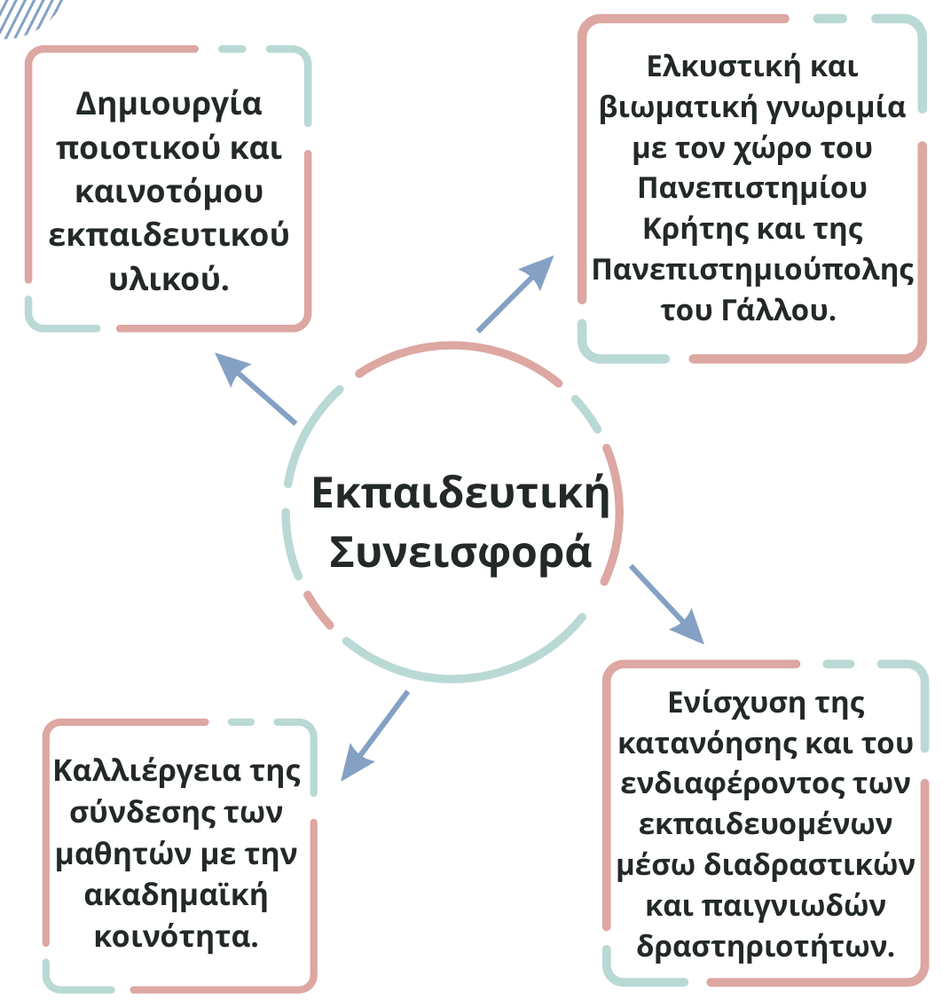 Δημιουργία
ποιοτικού και
καινοτόμου
εκπαιδευτικού
υλικού.
Ελκυστική και
βιωματική γνωριμία
με τον χώρο του
Πανεπιστημίου
Κρήτης και της
Πανεπιστημιούπολης
του Γάλλου.
Εκπαιδευτική
Συνεισφορά
Καλλιέργεια της
σύνδεσης των
μαθητών με την
ακαδημαϊκή
κοινότητα.
Ενίσχυση της
κατανόησης και του
ενδιαφέροντος των
εκπαιδευομένων
μέσω διαδραστικών
και παιγνιωδών
δραστηριοτήτων.